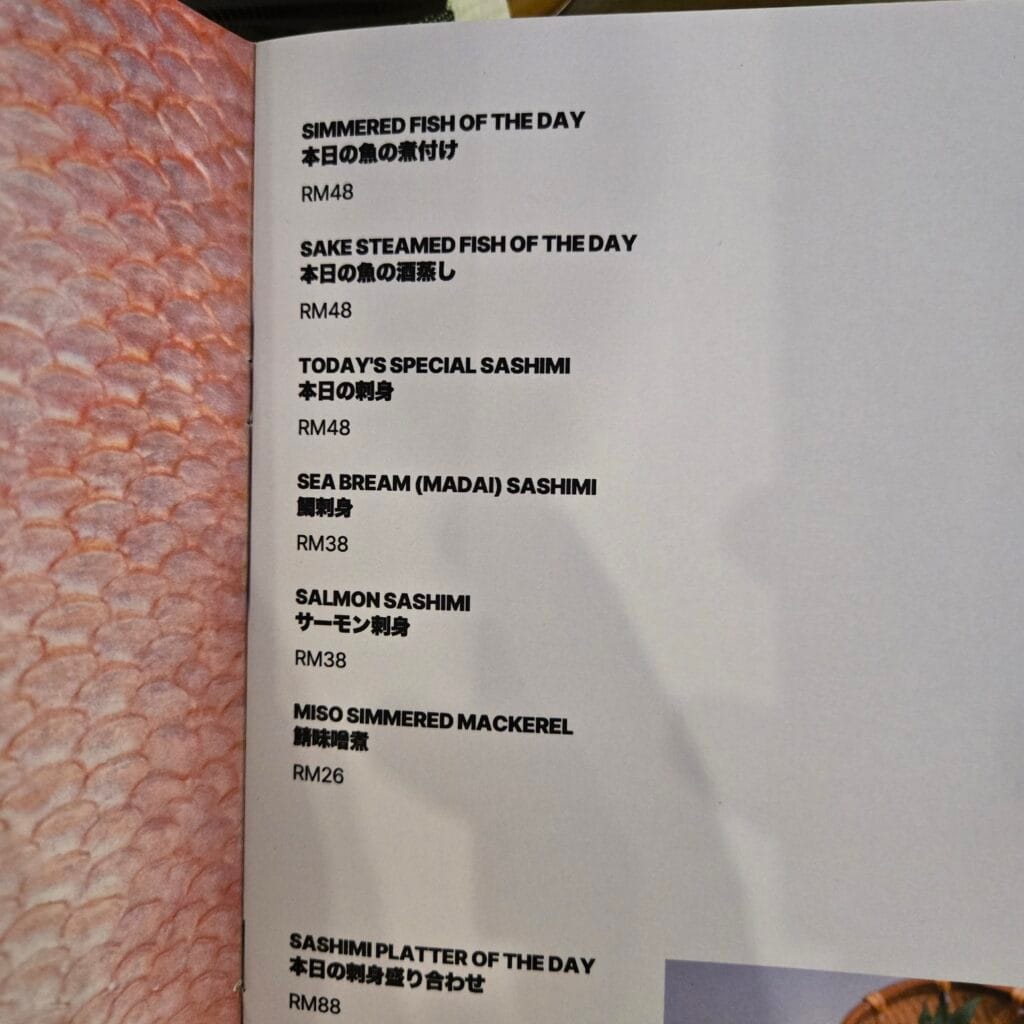 SIMMERED FISH OF THE DAY
本日の魚の煮付け
RM48
SAKE STEAMED FISH OF THE DAY
本日の魚の酒蒸し
RM48
TODAY'S SPECIAL SASHIMI
本日の刺身
RM48
SEA BREAM (MADAI) SASHIMI
鯛刺身
RM38
SALMON SASHIMI
サーモン刺身
RM38
MISO SIMMERED MACKEREL
鯖味噌煮
RM26
SASHIMI PLATTER OF THE DAY
本日の刺身盛り合わせ
RM88